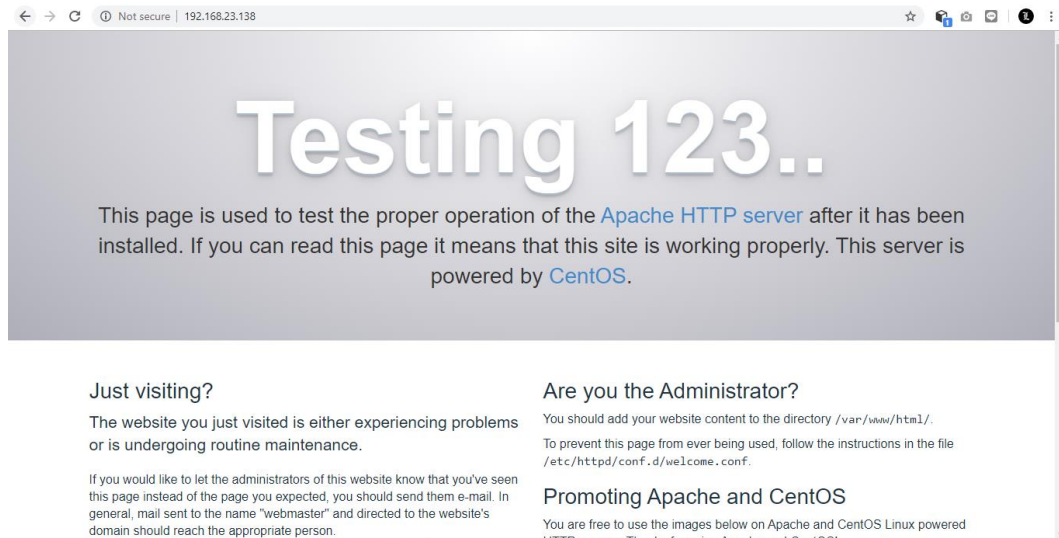 Not secure | 192.168.23.138
Testing 123..
This page is used to test the proper operation of the Apache HTTP server after it has been
installed. If you can read this page it means that this site is working properly. This server is
powered by CentOS.
Just visiting?
The website you just visited is either experiencing problems
or is undergoing routine maintenance.
If you would like to let the administrators of this website know that you've seen
this page instead of the page you expected, you should send them e-mail. In
general, mail sent to the name "webmaster" and directed to the website's
domain should reach the appropriate person.
Are you the Administrator?
You should add your website content to the directory /var/www/html/.
To prevent this page from ever being used, follow the instructions in the file
/etc/httpd/conf.d/welcome.conf.
Promoting Apache and CentOS
You are free to use the images below on Apache and CentOS Linux powered